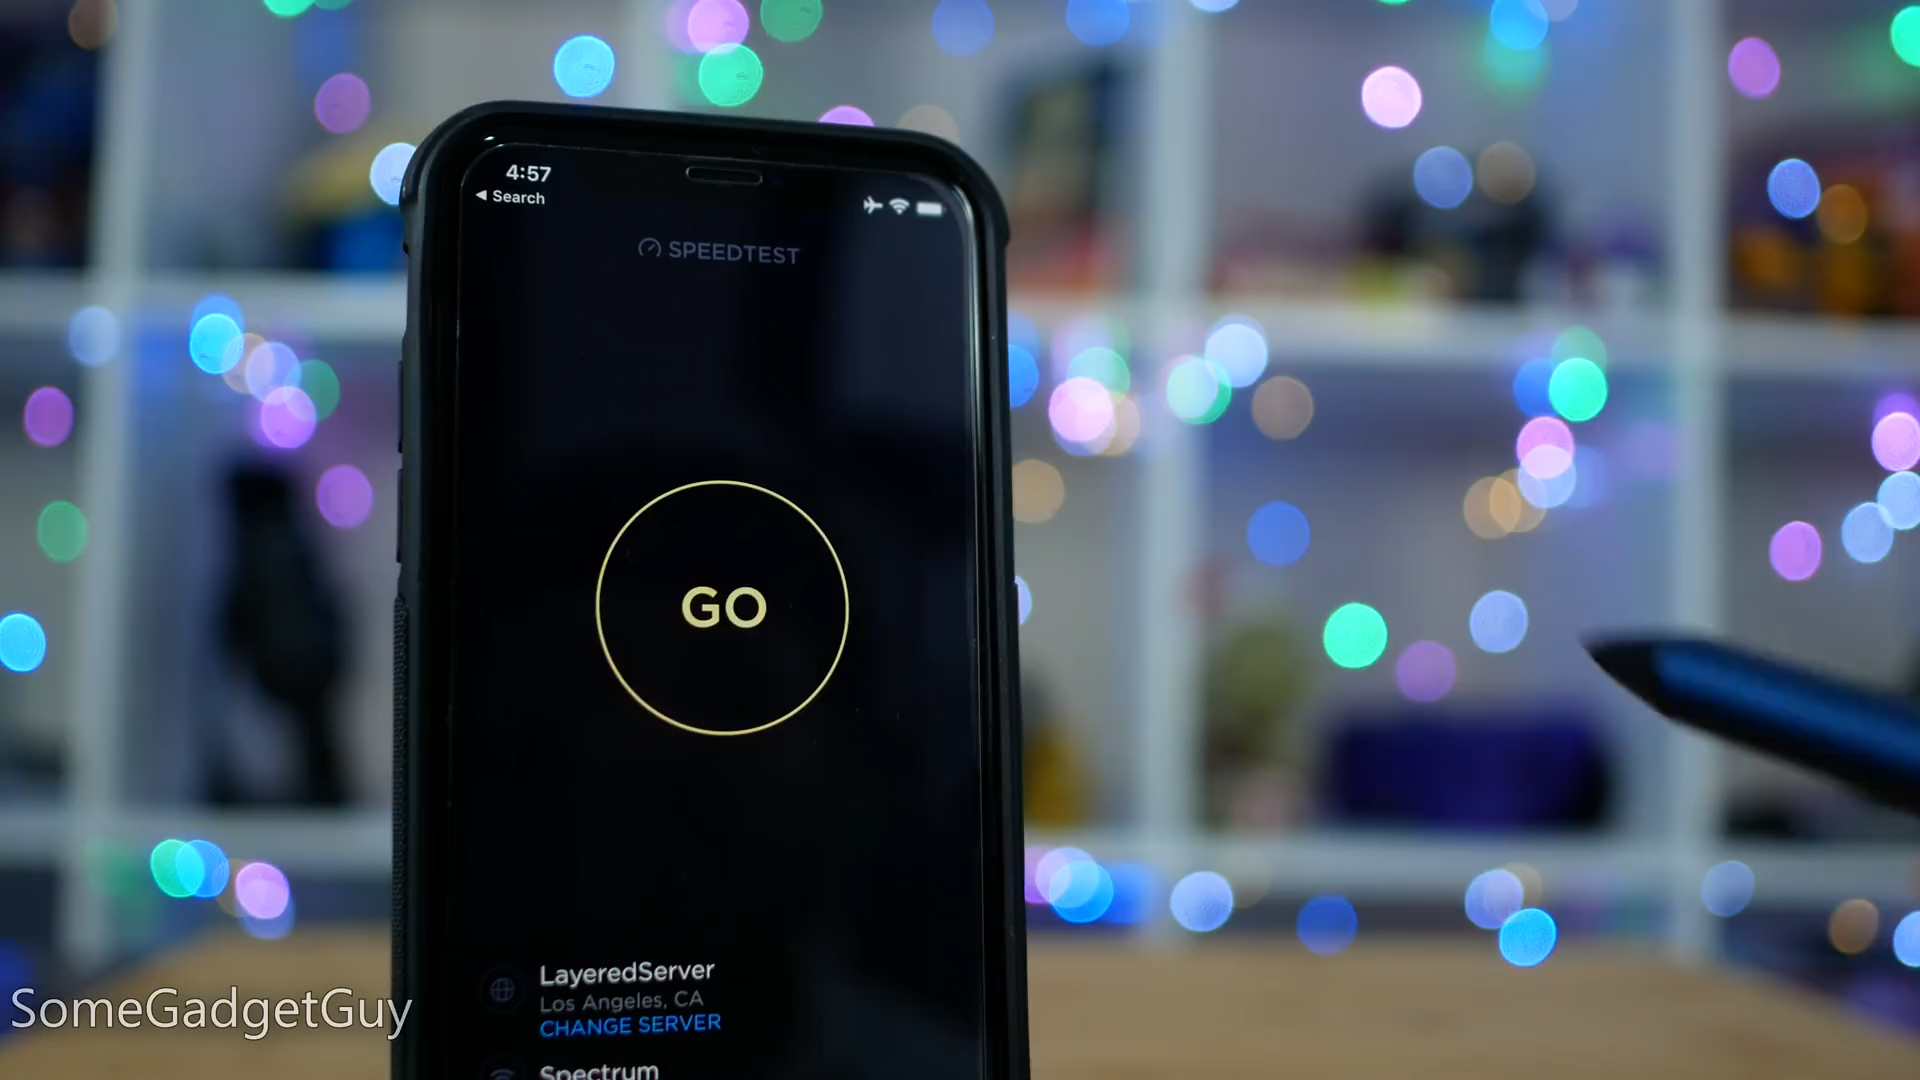 4:57
◀ Search
SPEEDTEST
GO
LayeredServer
Los Angeles, CA
CHANGE SERVER
Spectrum
SomeGadgetGuy